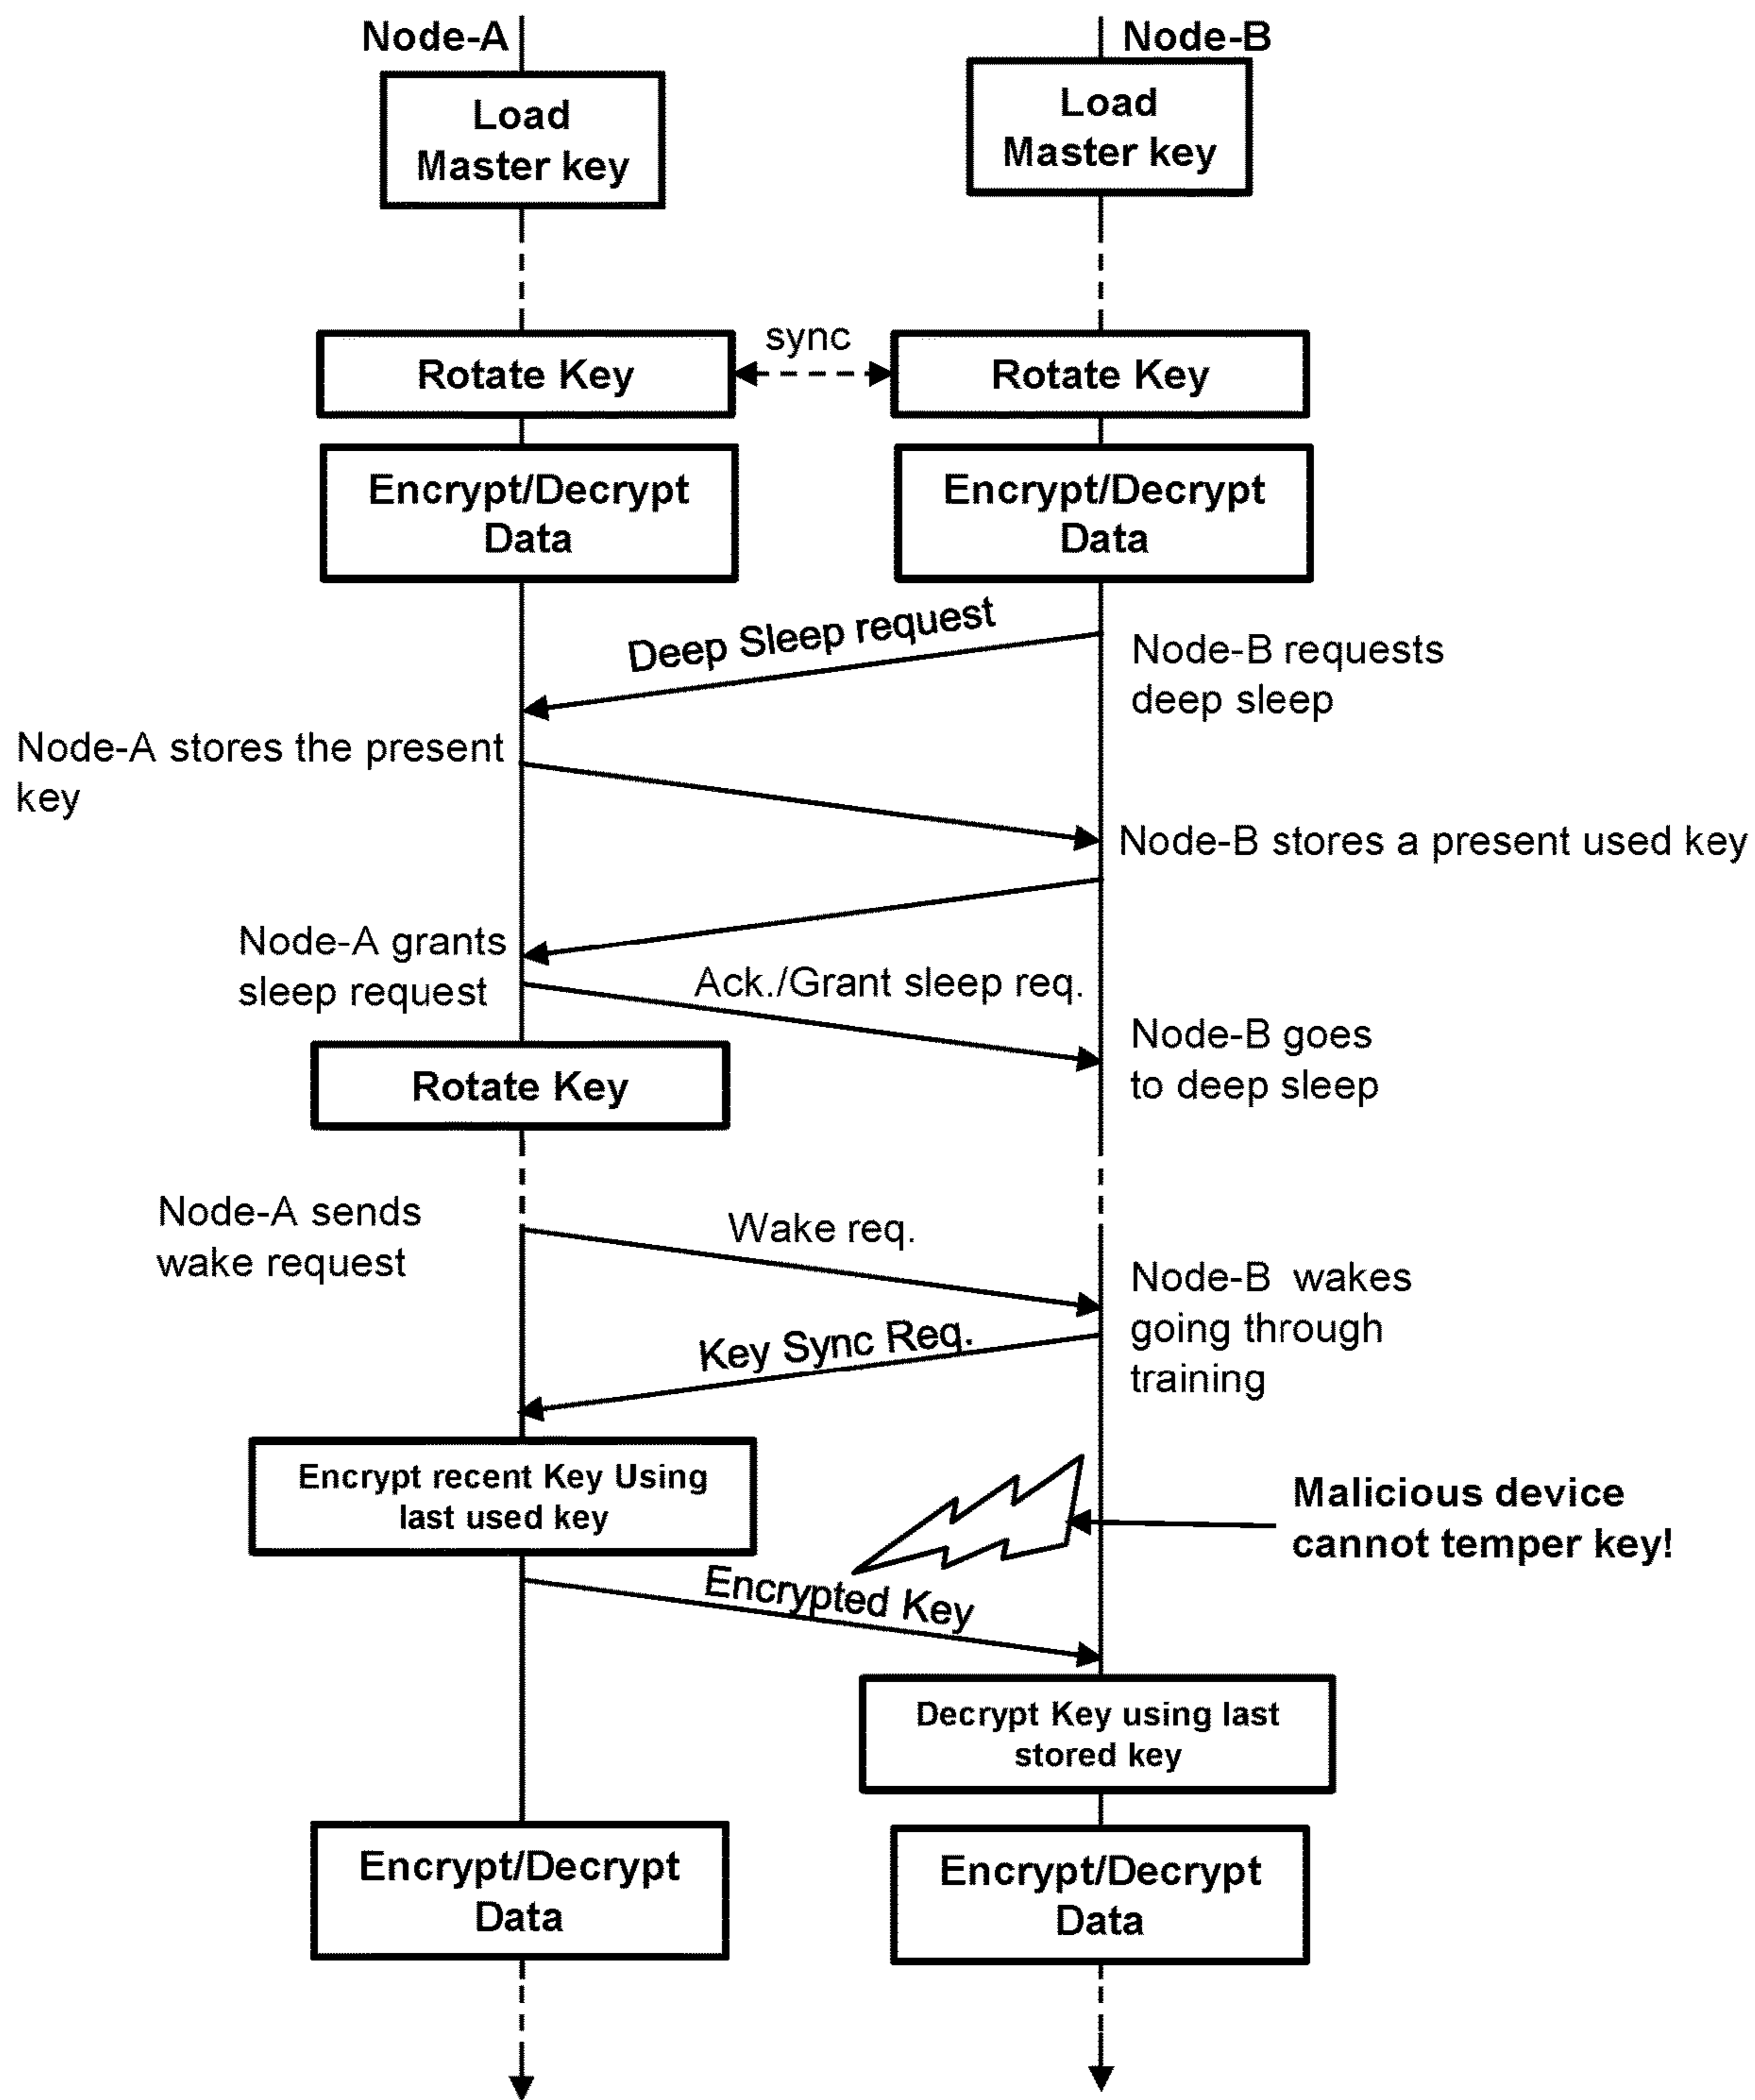 Node-A
Node-B
Load
Master key
Load
Master key
sync
Rotate Key
Rotate Key
Encrypt/Decrypt
Data
Encrypt/Decrypt
Data
Deep Sleep request
Node-B requests
deep sleep
Node-A stores the present
key
Node-B stores a present used key
Node-A grants
sleep request
Ack./Grant sleep req.
Node-B goes
to deep sleep
Rotate Key
Node-A sends
wake request
Wake req.
Node-B wakes
going through
training
Key Sync Req.
Encrypt recent Key Using
last used key
Malicious device
cannot temper key!
Encrypted Key
Decrypt Key using last
stored key
Encrypt/Decrypt
Data
Encrypt/Decrypt
Data